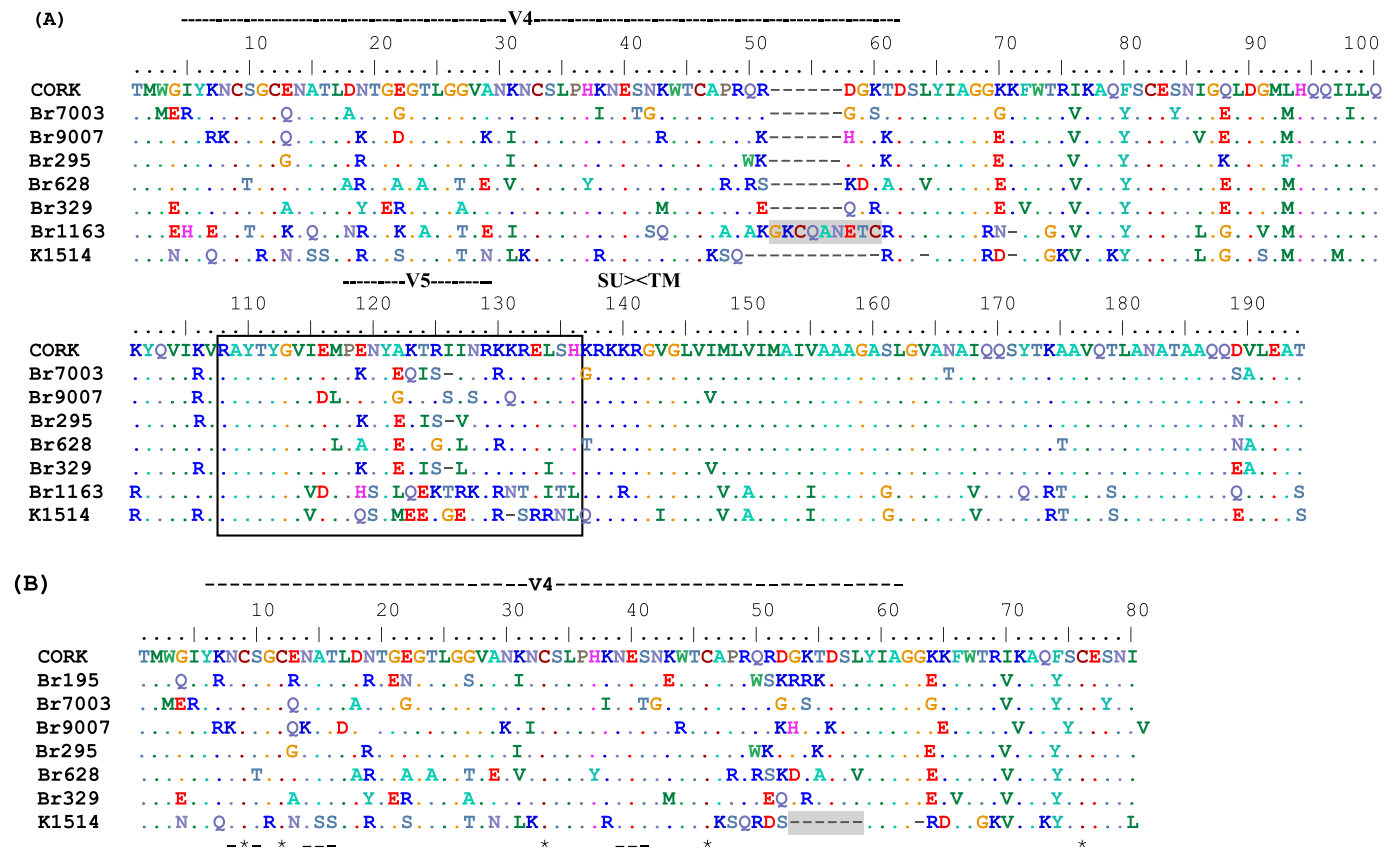 (A) ----------------------------V4-----------------------------
10 20 30 40 50 60 70 80 90 100
CORK TMWGIYKNCSGCENATLDNTGEGTLGGVANKNCSLPHKNESNKWTCAPRQR------DGKTDSLYIAGGKKFWTRIKAQFSCESNIGQLDGMLHQQILLQ
Br7003 ..MER.......Q....A...G...............I..TG.........------G.S.........G.....V...Y...Y...E....M....I..
Br9007 ......RK....Q.....K..D......K.I...........R.......K------H..K........E.....V...Y.....V.E....M.......
Br295 ............G.....R...........I..................WK------...K........E.....V...Y.......K....F.......
Br628 .........T.......AR..A.A..T.E.V.....Y..........R.RS------KD.A..V.....E.....V...Y.......E....M.......
Br329 ...E........A.....Y.ER....A...............M.......E------Q.R.........E.V...V...Y.......E....M.......
Br1163 ...EH.E..T..K.Q..NR..K.A..T.E.I..........SQ....A.AKGKCQANETCR.......RN-..G.V.........L.G..V.M.......
K1514 ...N..Q...R.N.SS..R..S....T.N.LK.....R........KSQ-----------R..-....RD-..GKV..KY.....L.G..S.M...M...
-------V5------- SU><TM
110 120 130 140 150 160 170 180 190
CORK KYQVIKVRAYTYGVIEMPENYAKTRIINRKKRELSHKRKKRGVGLVIMLVIMAIVAAAGASLGVANAIQQSYTKAAVQTLANATAAQQDVLEAT
Br7003 .....R............K..EQIS-...R......G............................T......................SA....
Br9007 .....R.........DL....G...S.S..Q...............V...............................................
Br295 .....R............K..E.IS-V.............................................................N.....
Br628 ................L.A..E..G.L..R......T.....................................T.............NA....
Br329 .....R............K..E.IS-L......I............V.........................................EA....
Br1163 R.............VD..HS.LQEKTRK.RNT.ITL...R.......V.A....I.....G......V...Q.RT...S.........Q....S
K1514 R....R........V...QS.MEE.GE..R-SRRNLQ.....I....V.A....I.....G......V.....RT...S.........E....S
(B) --------------------------V4----------------------------
10 20 30 40 50 60 70 80
CORK TMWGIYKNCSGCENATLDNTGEGTLGGVANKNCSLPHKNESNKWTCAPRQRDGKTDSLYIAGGKKFWTRIKAQFSCESNI
Br195 ...Q..R.....R.....R.EN....S...I...........E......WSKRRK........E.....V...Y......
Br7003 ..MER.......Q....A...G...............I..TG.........G.S.........G.....V...Y...Y..
Br9007 ......RK.....QK..D............K.I...........R.......KH..K........E.....V...Y.....V
Br295 ............G.....R...........I..................WK...K........E.....V...Y......
Br628 .........T.......AR..A.A..T.E.V.....Y..........R.RSKD.A..V.....E.....V...Y......
Br329 ...E........A.....Y.ER....A...............M.......EQ.R.........E.V...V...Y......
K1514 ...N..Q...R.N.SS..R..S....T.N.LK.....R........KSQRDS------....-RD..GKV..KY.....L
-*- * --- * --- * *